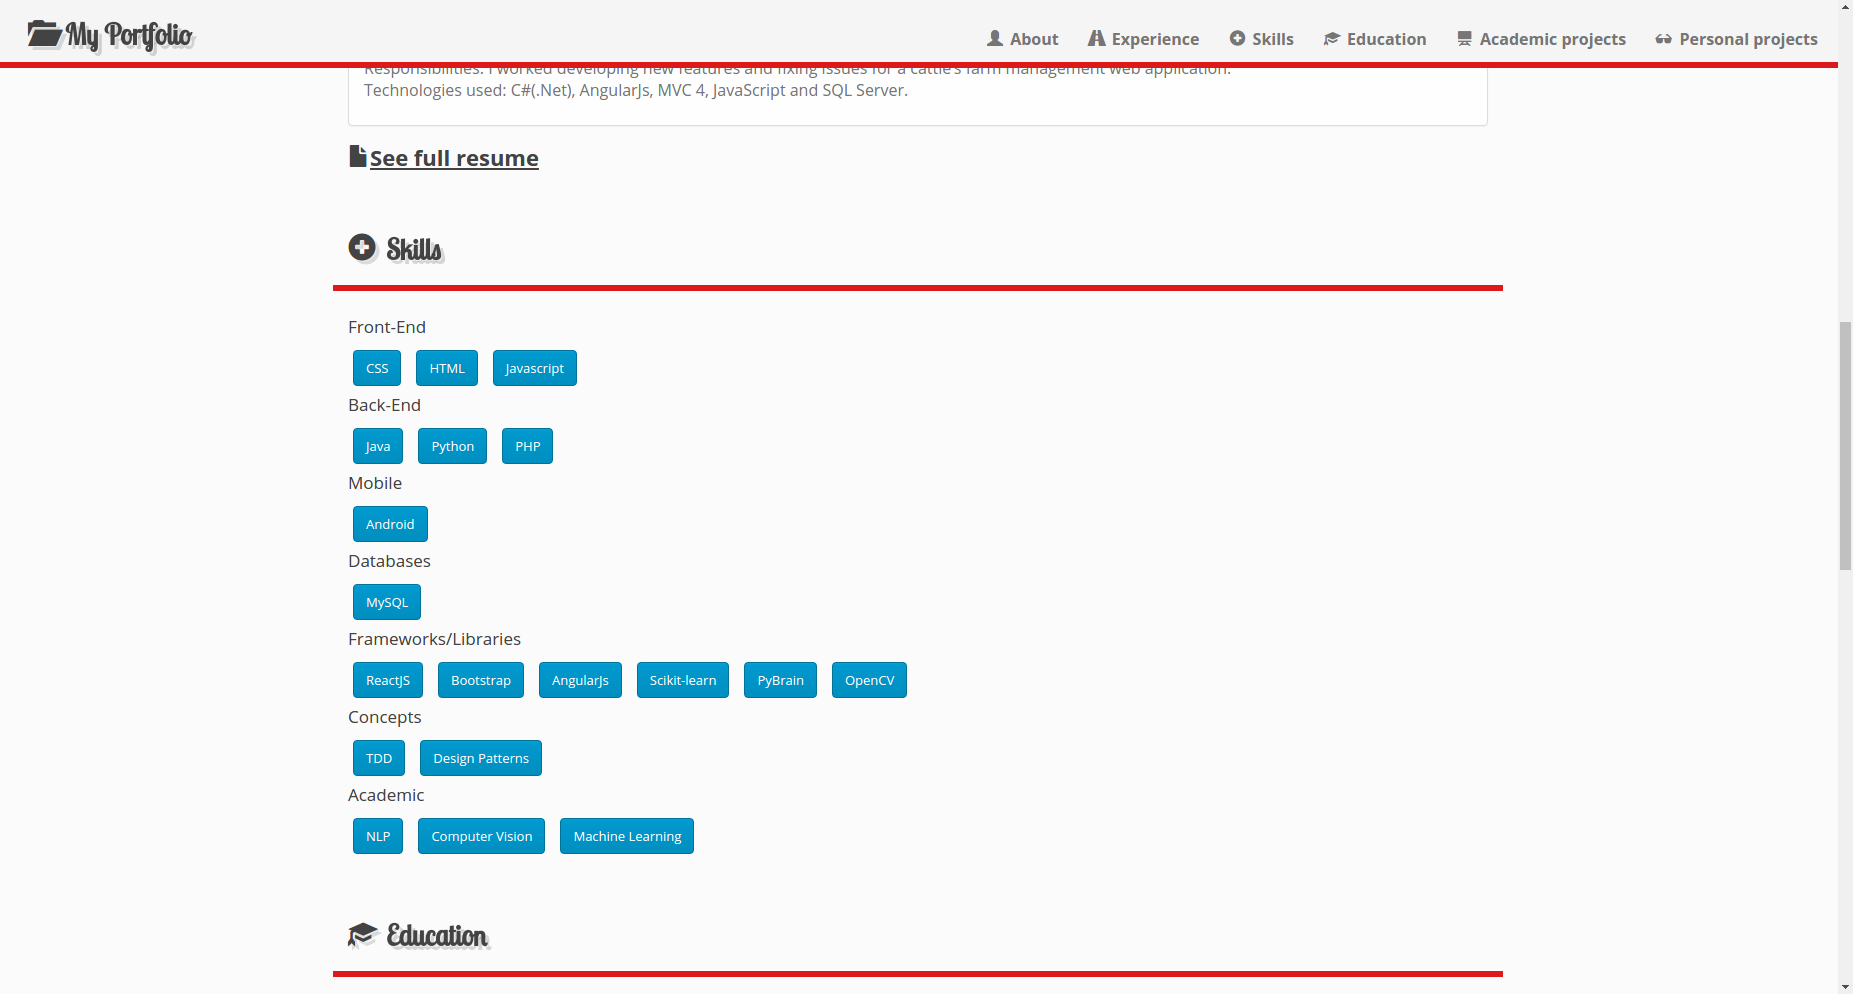 My Portfolio
About Experience Skills Education Academic projects Personal projects
Responsibilities: I worked developing new features and fixing issues for a cattle's farm management web application.
Technologies used: C#(.Net), AngularJs, MVC 4, JavaScript and SQL Server.
See full resume
Skills
Front-End
CSS HTML Javascript
Back-End
Java Python PHP
Mobile
Android
Databases
MySQL
Frameworks/Libraries
ReactJS Bootstrap AngularJs Scikit-learn PyBrain OpenCV
Concepts
TDD Design Patterns
Academic
NLP Computer Vision Machine Learning
Education